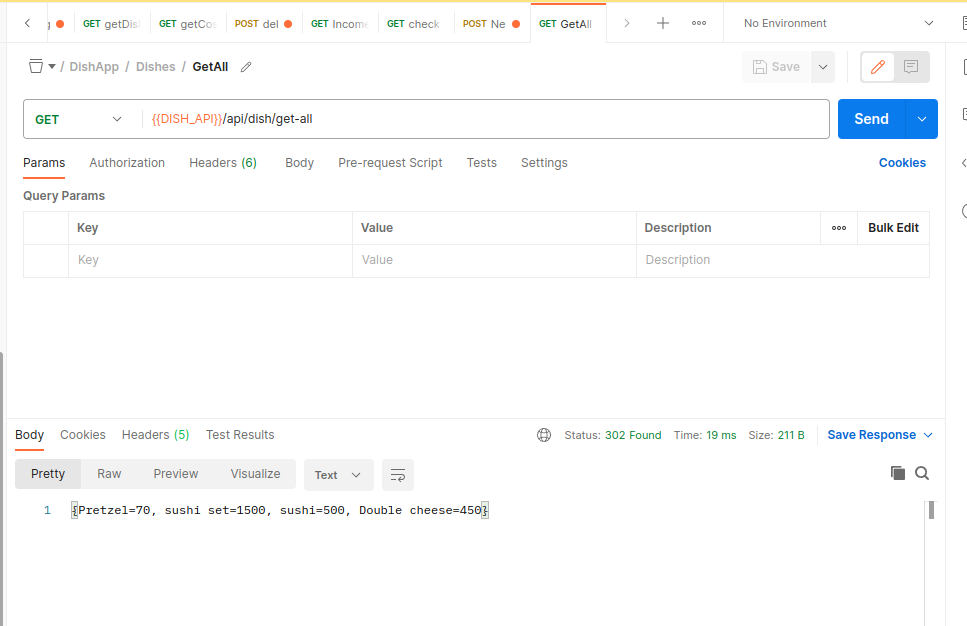 GET getDis GET getCos POST del GET Income GET check POST Ne GET GetAll No Environment
/ DishApp / Dishes / GetAll Save
GET {{DISH_API}}/api/dish/get-all Send
Params Authorization Headers (6) Body Pre-request Script Tests Settings Cookies
Query Params
Key Value Description ooo Bulk Edit
Key Value Description
Body Cookies Headers (5) Test Results Status: 302 Found Time: 19 ms Size: 211 B Save Response
Pretty Raw Preview Visualize Text
1 {Pretzel=70, sushi set=1500, sushi=500, Double cheese=450}